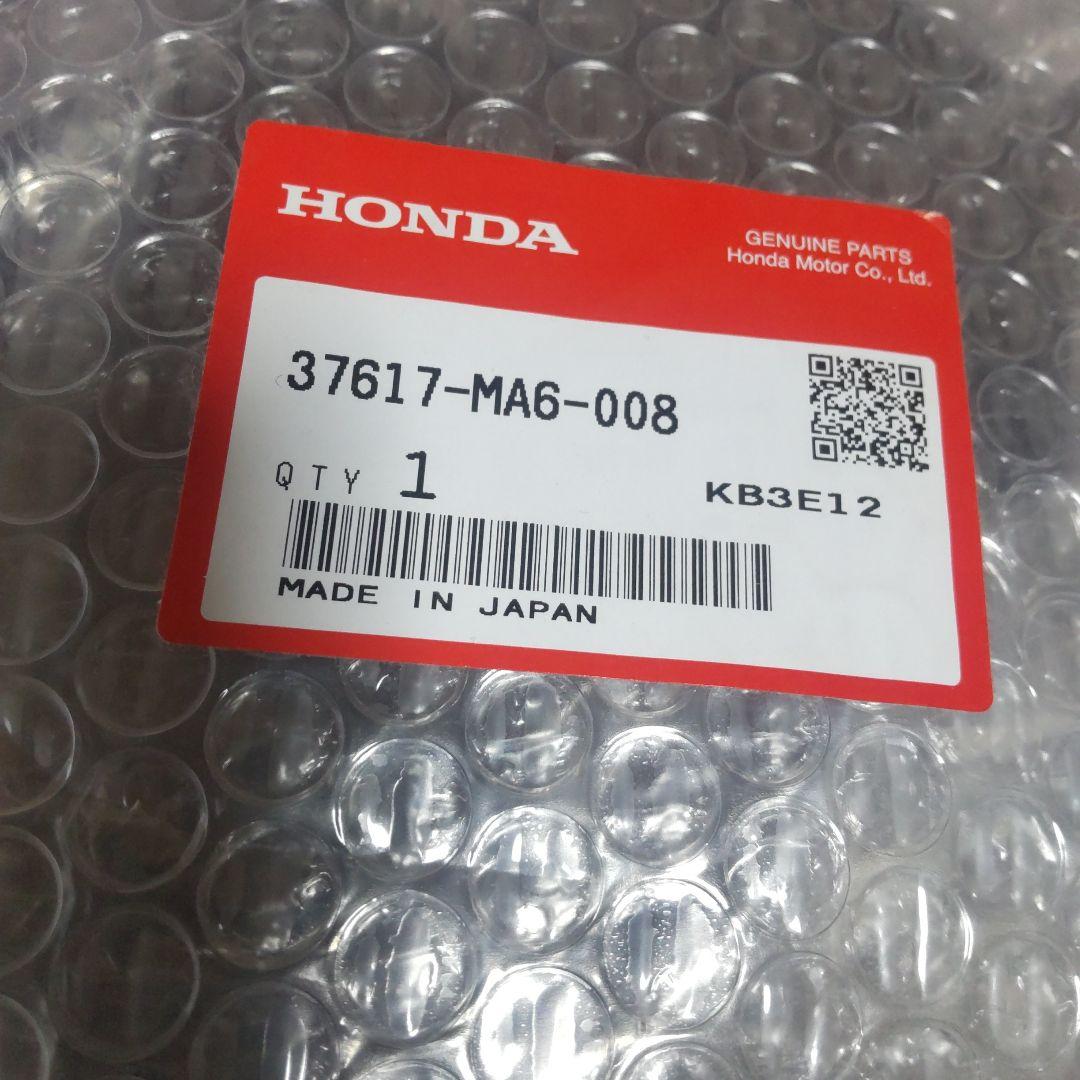 HONDA
GENUINE PARTS
Honda Motor Co., Ltd.
37617-MA6-008
QTY 1
KB3E12
MADE IN JAPAN